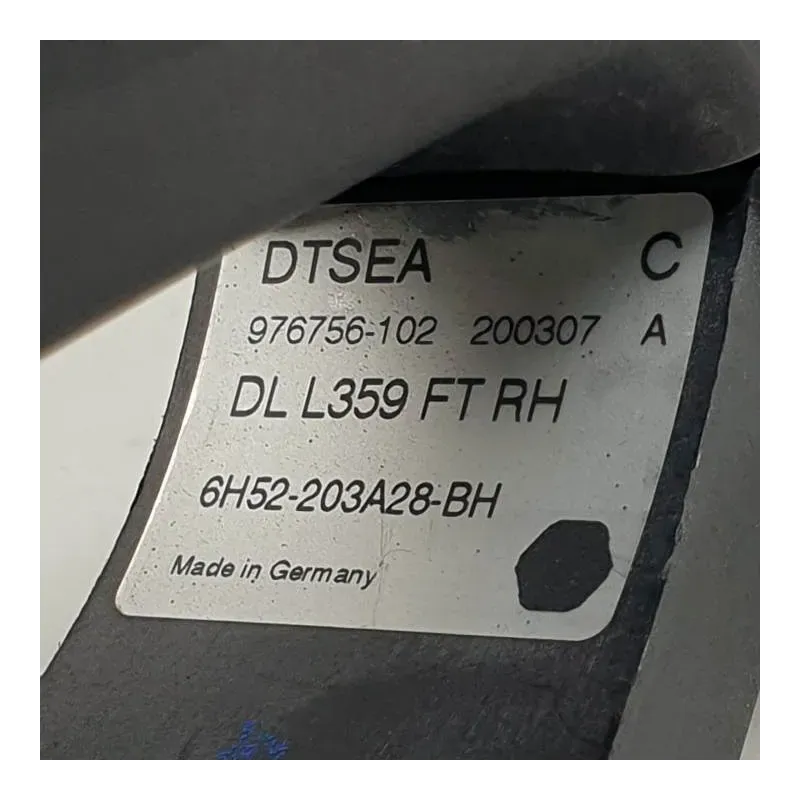 DTSEA C
976756-102 200307 A
DL L359 FT RH
6H52-203A28-BH
Made in Germany